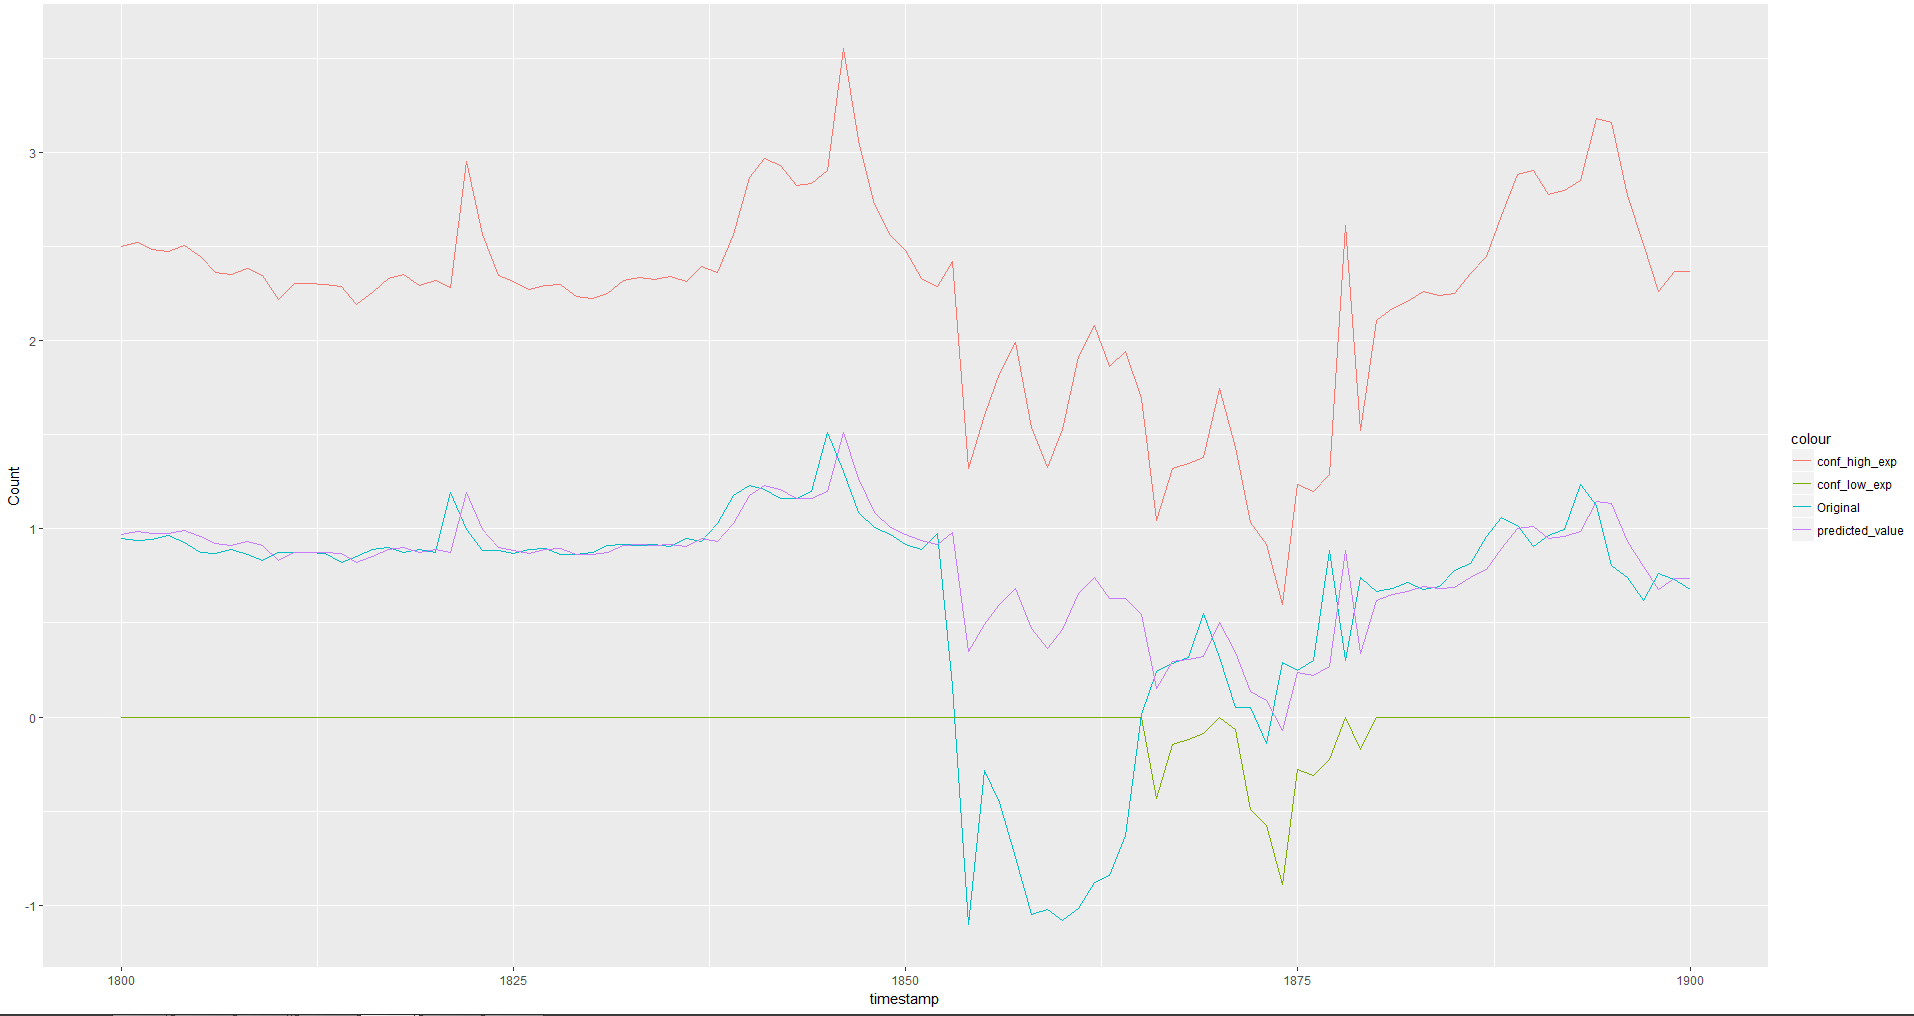 Count
3
2
1
0
-1
1800
1825
1850
1875
1900
timestamp
colour
conf_high_exp
conf_low_exp
Original
predicted_value